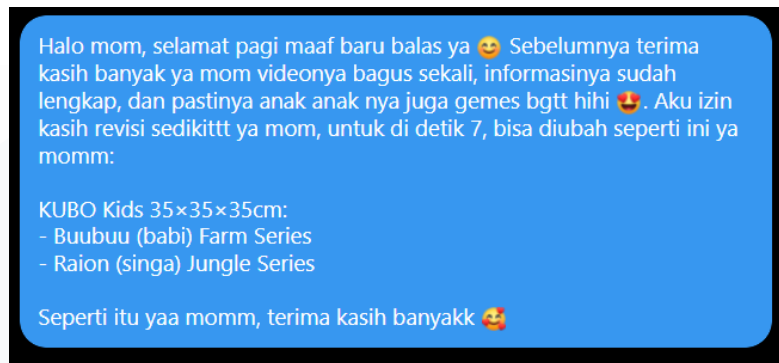 Halo mom, selamat pagi maaf baru balas ya 😊 Sebelumnya terima
kasih banyak ya mom videonya bagus sekali, informasinya sudah
lengkap, dan pastinya anak anak nya juga gemes bgtt hihi 😍. Aku izin
kasih revisi sedikittt ya mom, untuk di detik 7, bisa diubah seperti ini ya
momm:
KUBO Kids 35×35×35cm:
- Buubuu (babi) Farm Series
- Raion (singa) Jungle Series
Seperti itu yaa momm, terima kasih banyakk 🥰